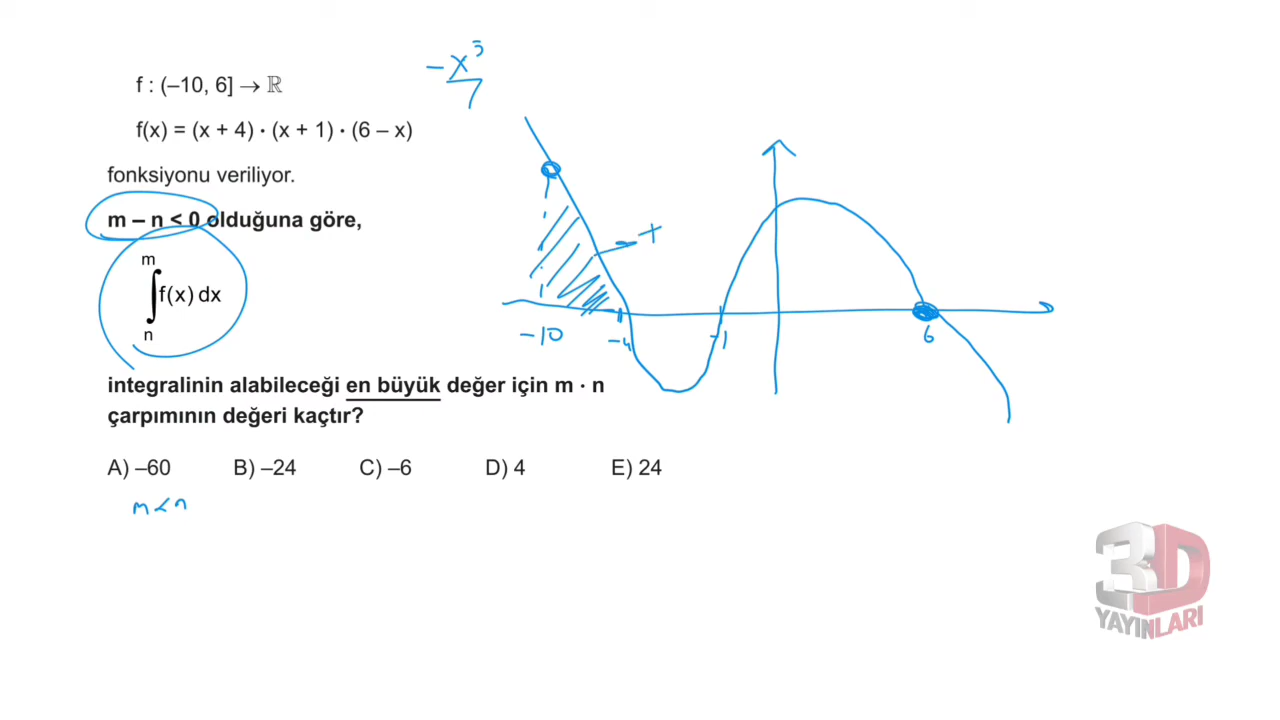 f : (–10, 6] → ℝ
f(x) = (x + 4) · (x + 1) · (6 – x)
fonksiyonu veriliyor.
m – n < 0 olduğuna göre,
m
∫ f(x) dx
n
integralinin alabileceği en büyük değer için m · n
çarpımının değeri kaçtır?
A) –60 B) –24 C) –6 D) 4 E) 24
m < n
–x³
+
–10 –4 –1 6
3D
YAYINLARI